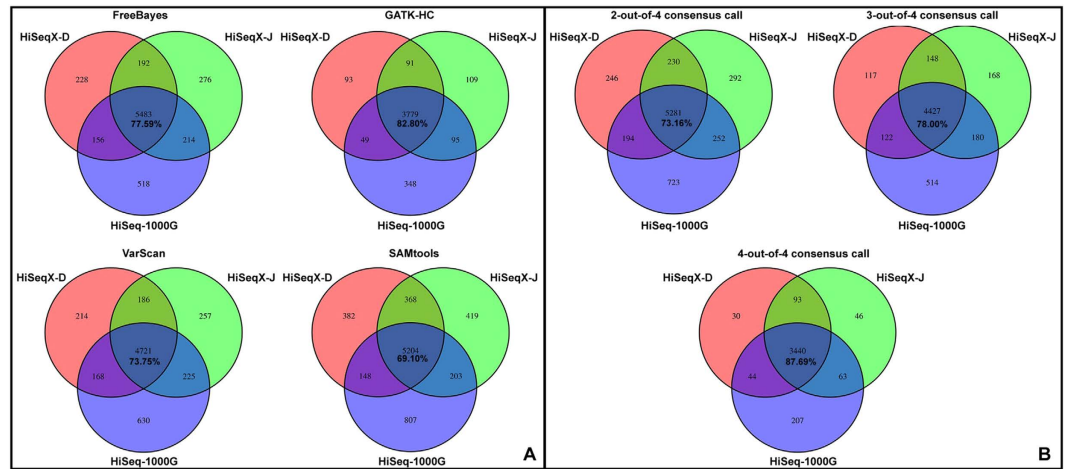 FreeBayes
HiSeqX-D
HiSeqX-J
192
228
276
5483
77.59%
156
214
518
HiSeq-1000G
GATK-HC
HiSeqX-D
HiSeqX-J
91
93
109
3779
82.80%
49
95
348
HiSeq-1000G
VarScan
HiSeqX-D
HiSeqX-J
186
214
257
4721
73.75%
168
225
630
HiSeq-1000G
SAMtools
HiSeqX-D
HiSeqX-J
368
382
419
5204
69.10%
148
203
807
HiSeq-1000G
A
2-out-of-4 consensus call
HiSeqX-D
HiSeqX-J
230
246
292
5281
73.16%
194
252
723
HiSeq-1000G
3-out-of-4 consensus call
HiSeqX-D
HiSeqX-J
148
117
168
4427
78.00%
122
180
514
HiSeq-1000G
4-out-of-4 consensus call
HiSeqX-D
HiSeqX-J
93
30
46
3440
87.69%
44
63
207
HiSeq-1000G
B